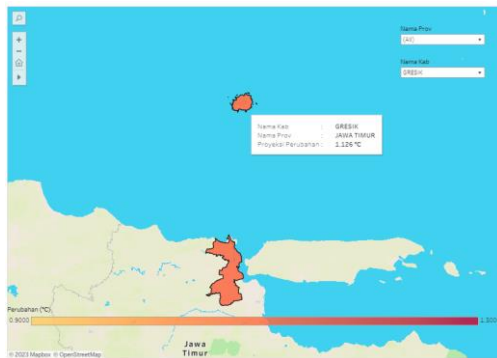 Nama Prov
(All)
Nama Kab
GRESIK
Nama Kab : GRESIK
Nama Prov : JAWA TIMUR
Proyeksi Perubahan : 1.126 °C
Perubahan (°C)
0.9000
1.300
Jawa
Timur
© 2023 Mapbox © OpenStreetMap